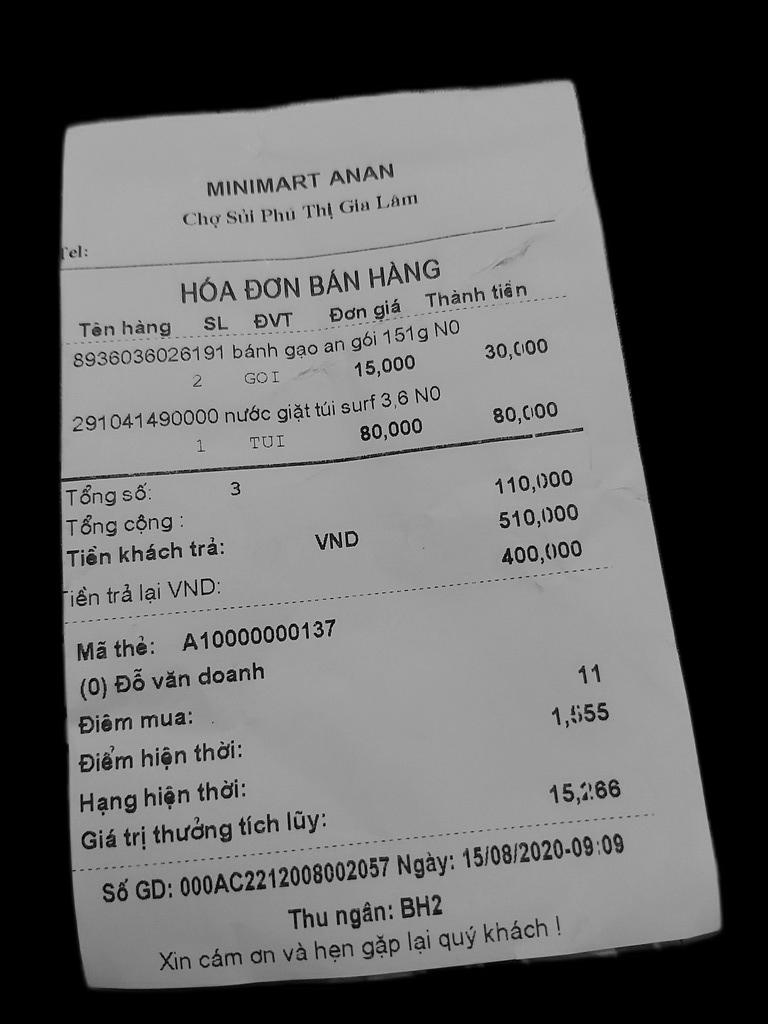 MINIMART ANAN
Chợ Sủi Phú Thị Gia Lâm
Tel:
HÓA ĐƠN BÁN HÀNG
Tên hàng SL ĐVT Đơn giá Thành tiền
8936036026191 bánh gạo an gói 151g N0
2 GOI 15,000 30,000
291041490000 nước giặt túi surf 3,6 N0
1 TUI 80,000 80,000
Tổng số: 3
Tổng cộng : 110,000
Tiền khách trả: VND 510,000
Tiền trả lại VND: 400,000
Mã thẻ: A10000000137
(0) Đỗ văn doanh
Điêm mua: 11
Điểm hiện thời: 1,555
Hạng hiện thời:
Giá trị thưởng tích lũy: 15,266
Số GD: 000AC2212008002057 Ngày: 15/08/2020-09:09
Thu ngân: BH2
Xin cám ơn và hẹn gặp lại quý khách !